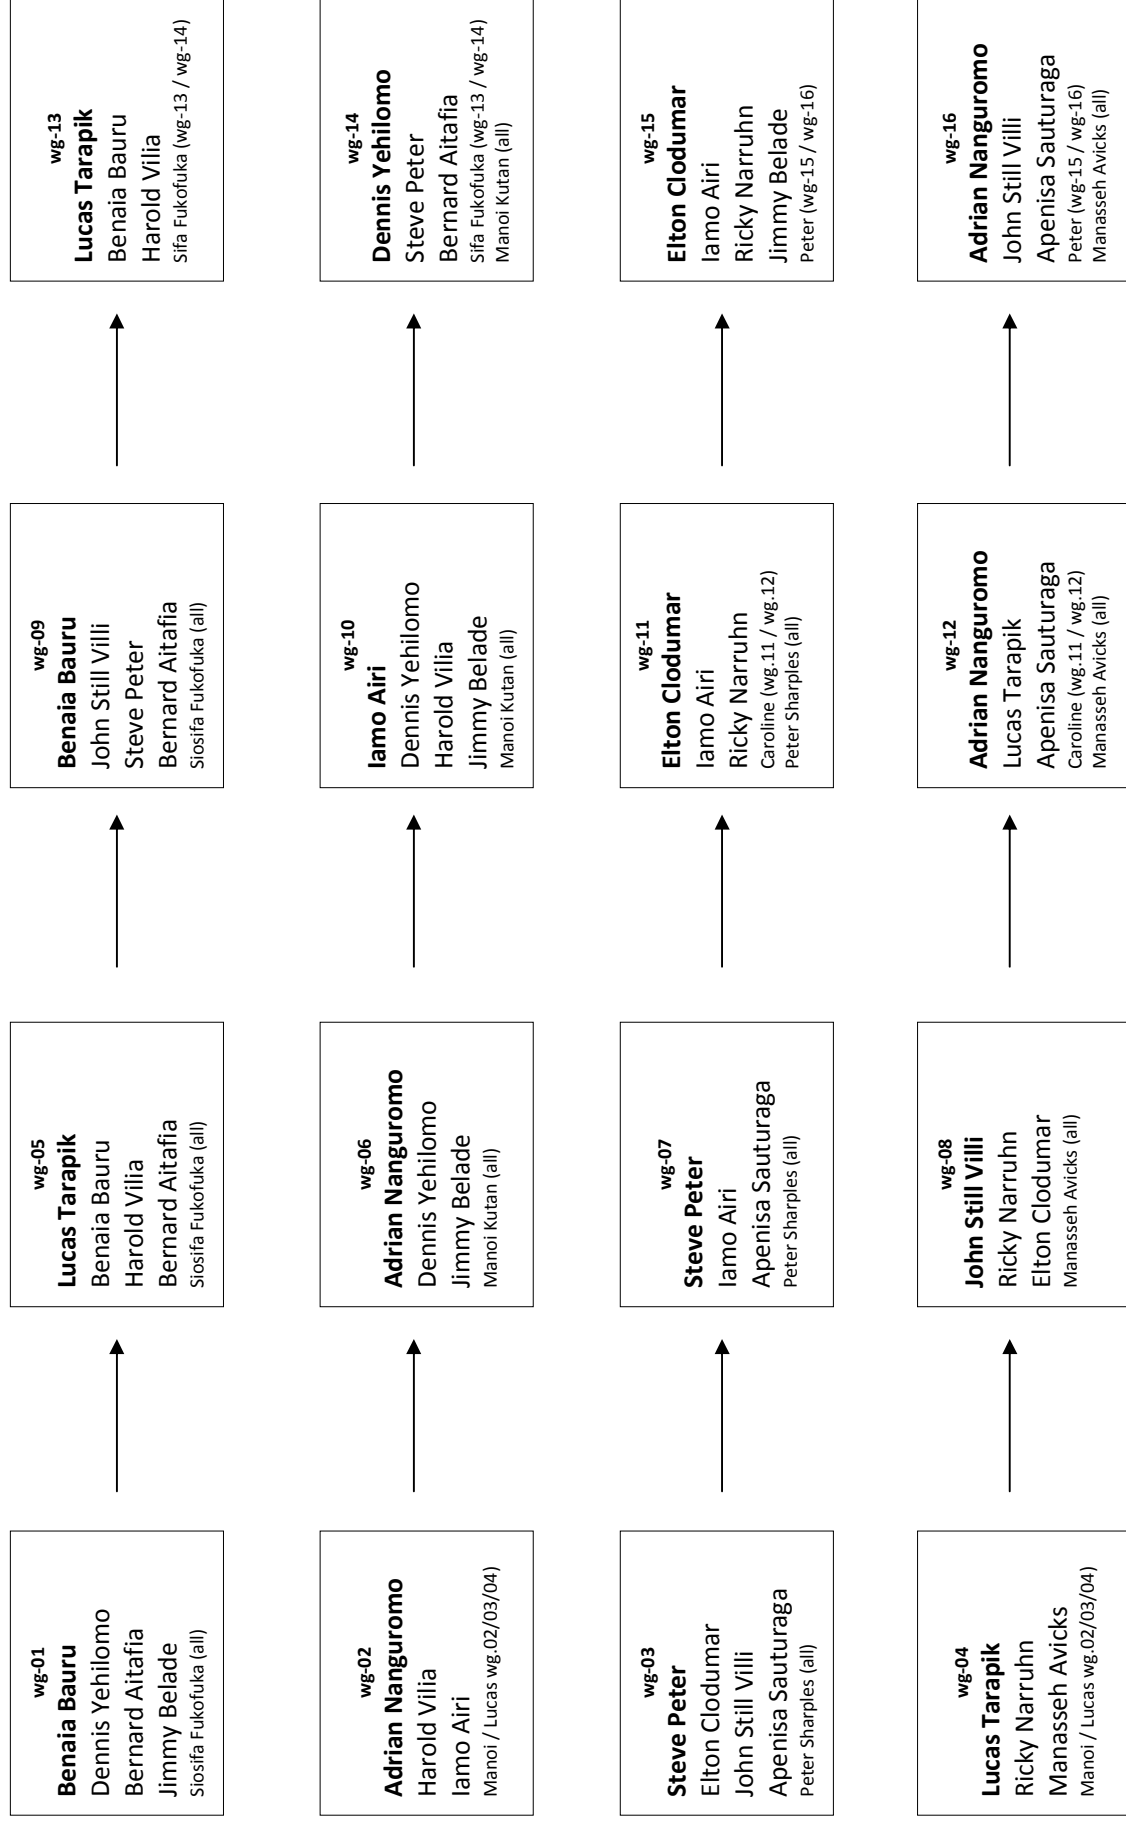 wg-01
Benaia Bauru
Dennis Yehilomo
Bernard Aitafia
Jimmy Belade
Siosifa Fukofuka (all)
wg-05
Lucas Tarapik
Benaia Bauru
Harold Vilia
Bernard Aitafia
Siosifa Fukofuka (all)
wg-09
Benaia Bauru
John Still Villi
Steve Peter
Bernard Aitafia
Siosifa Fukofuka (all)
wg-13
Lucas Tarapik
Benaia Bauru
Harold Vilia
Sifa Fukofuka (wg-13 / wg-14)
wg-02
Adrian Nanguromo
Harold Vilia
Iamo Airi
Manoi / Lucas wg.02/03/04)
wg-06
Adrian Nanguromo
Dennis Yehilomo
Jimmy Belade
Manoi Kutan (all)
wg-10
Iamo Airi
Dennis Yehilomo
Harold Vilia
Jimmy Belade
Manoi Kutan (all)
wg-14
Dennis Yehilomo
Steve Peter
Bernard Aitafia
Sifa Fukofuka (wg-13 / wg-14)
Manoi Kutan (all)
wg-03
Steve Peter
Elton Clodumar
John Still Villi
Apenisa Sauturaga
Peter Sharples (all)
wg-07
Steve Peter
Iamo Airi
Apenisa Sauturaga
Peter Sharples (all)
wg-11
Elton Clodumar
Iamo Airi
Ricky Narruhn
Caroline (wg.11 / wg.12)
Peter Sharples (all)
wg-15
Elton Clodumar
Iamo Airi
Ricky Narruhn
Jimmy Belade
Peter (wg-15 / wg-16)
wg-04
Lucas Tarapik
Ricky Narruhn
Manasseh Avicks
Manoi / Lucas wg.02/03/04)
wg-08
John Still Villi
Ricky Narruhn
Elton Clodumar
Manasseh Avicks (all)
wg-12
Adrian Nanguromo
Lucas Tarapik
Apenisa Sauturaga
Caroline (wg.11 / wg.12)
Manasseh Avicks (all)
wg-16
Adrian Nanguromo
John Still Villi
Apenisa Sauturaga
Peter (wg-15 / wg-16)
Manasseh Avicks (all)